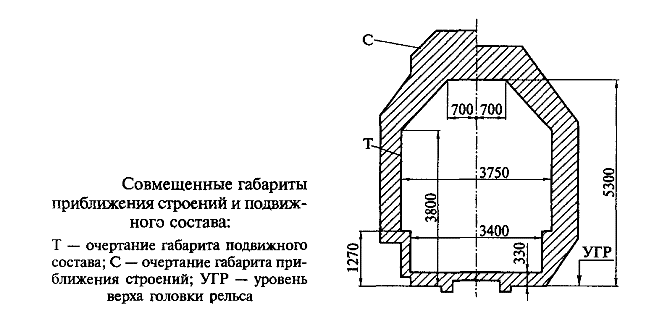 Совмещенные габариты
приближения строений и подвиж-
ного состава:
Т — очертание габарита подвижного
состава; С — очертание габарита при-
ближения строений; УГР — уровень
верха головки рельса
С
700 700
Т
3750
3800
5300
3400
1270
330
УГР